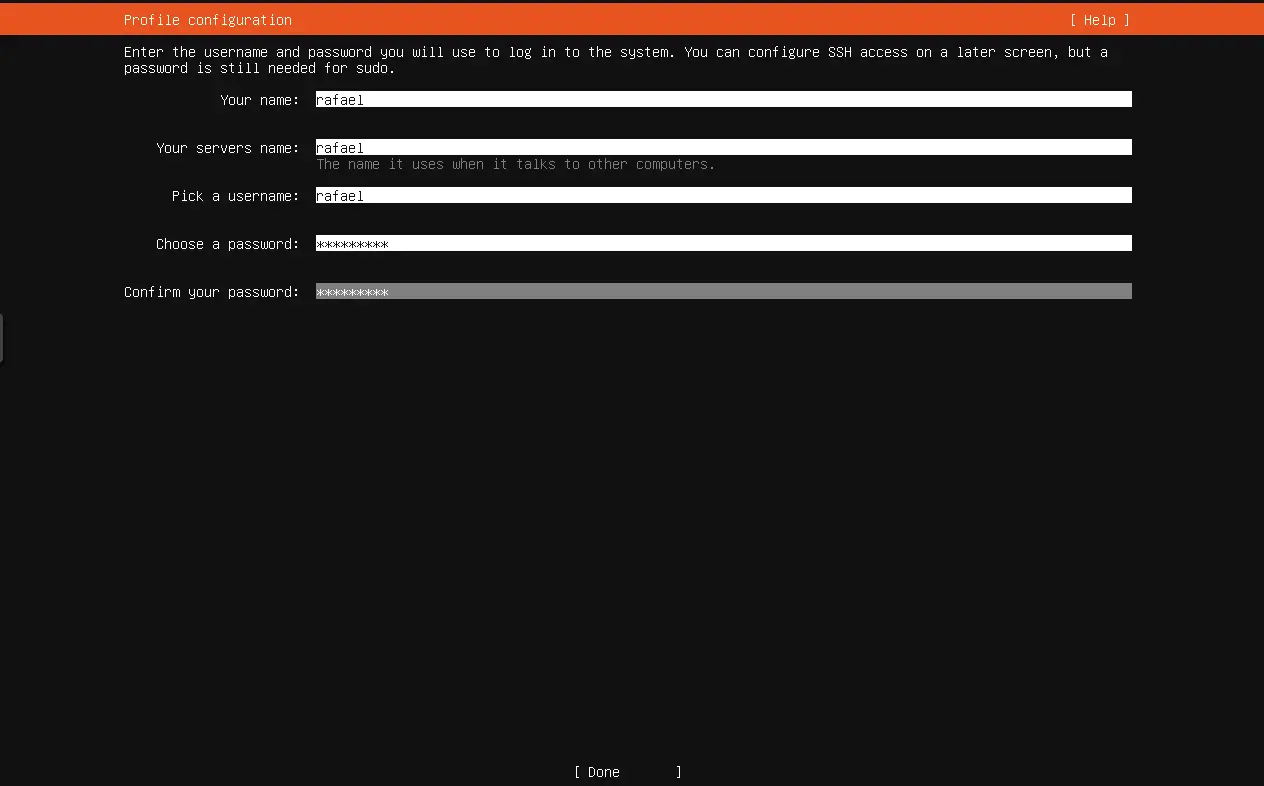 Profile configuration [ Help ]
Enter the username and password you will use to log in to the system. You can configure SSH access on a later screen, but a
password is still needed for sudo.
Your name: rafael
Your servers name: rafael
The name it uses when it talks to other computers.
Pick a username: rafael
Choose a password: *********
Confirm your password: *********
[ Done ]